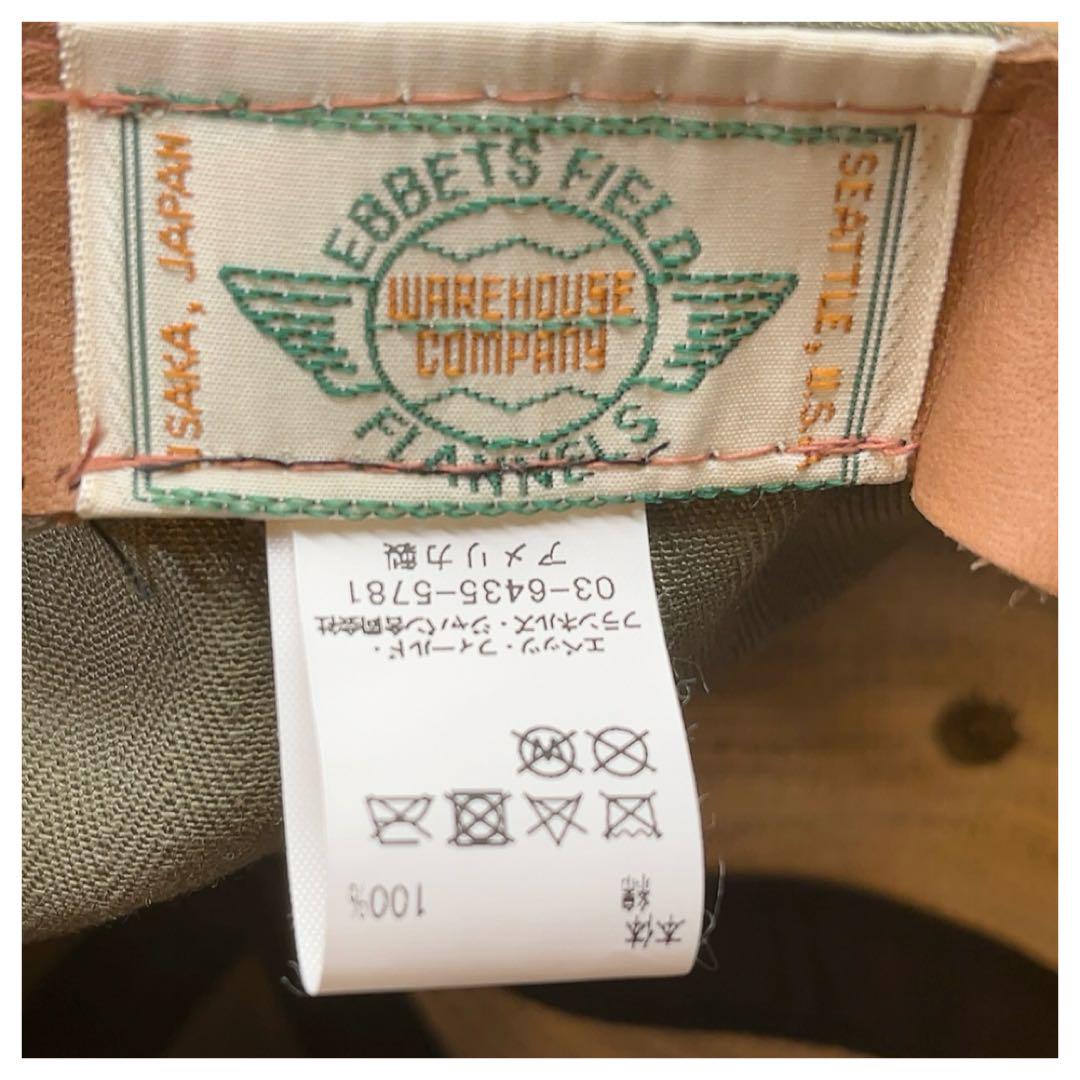 EBBETS FIELD
WAREHOUSE
COMPANY
FLANNELS
OSAKA, JAPAN
SEATTLE, U.S.A
本体
綿 100%
W
エベッツ・フィールド・
フランネルズ・ジャパン合同会社
03-6435-5781
アメリカ製